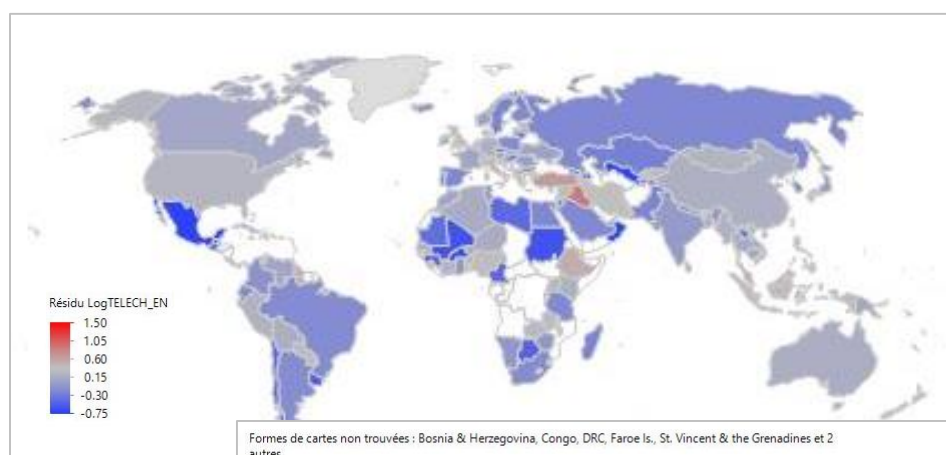 Résidu LogTELECH_EN
1.50
1.05
0.60
0.15
-0.30
-0.75
Formes de cartes non trouvées : Bosnia & Herzegovina, Congo, DRC, Faroe Is., St. Vincent & the Grenadines et 2
autres